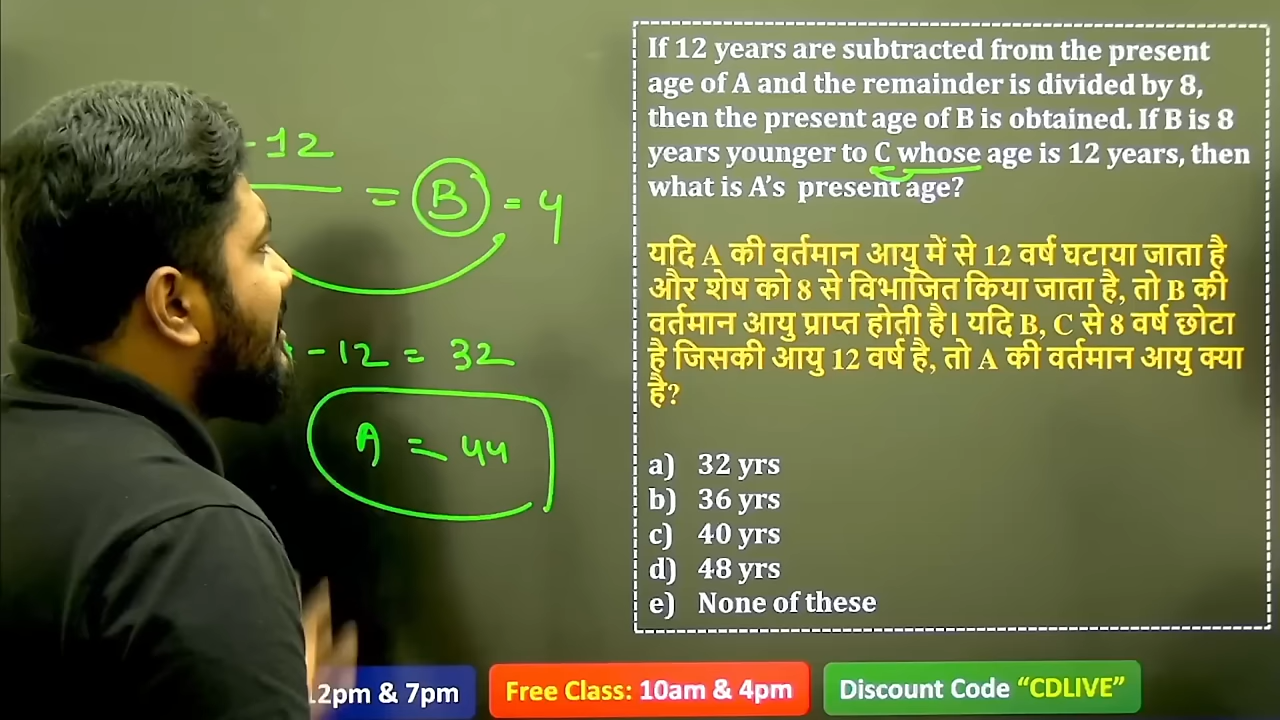 -12
= B = 4
-12 = 32
A = 44
If 12 years are subtracted from the present
age of A and the remainder is divided by 8,
then the present age of B is obtained. If B is 8
years younger to C whose age is 12 years, then
what is A's present age?
यदि A की वर्तमान आयु में से 12 वर्ष घटाया जाता है
और शेष को 8 से विभाजित किया जाता है, तो B की
वर्तमान आयु प्राप्त होती है। यदि B, C से 8 वर्ष छोटा
है जिसकी आयु 12 वर्ष है, तो A की वर्तमान आयु क्या
है?
a) 32 yrs
b) 36 yrs
c) 40 yrs
d) 48 yrs
e) None of these
12pm & 7pm
Free Class: 10am & 4pm
Discount Code “CDLIVE”